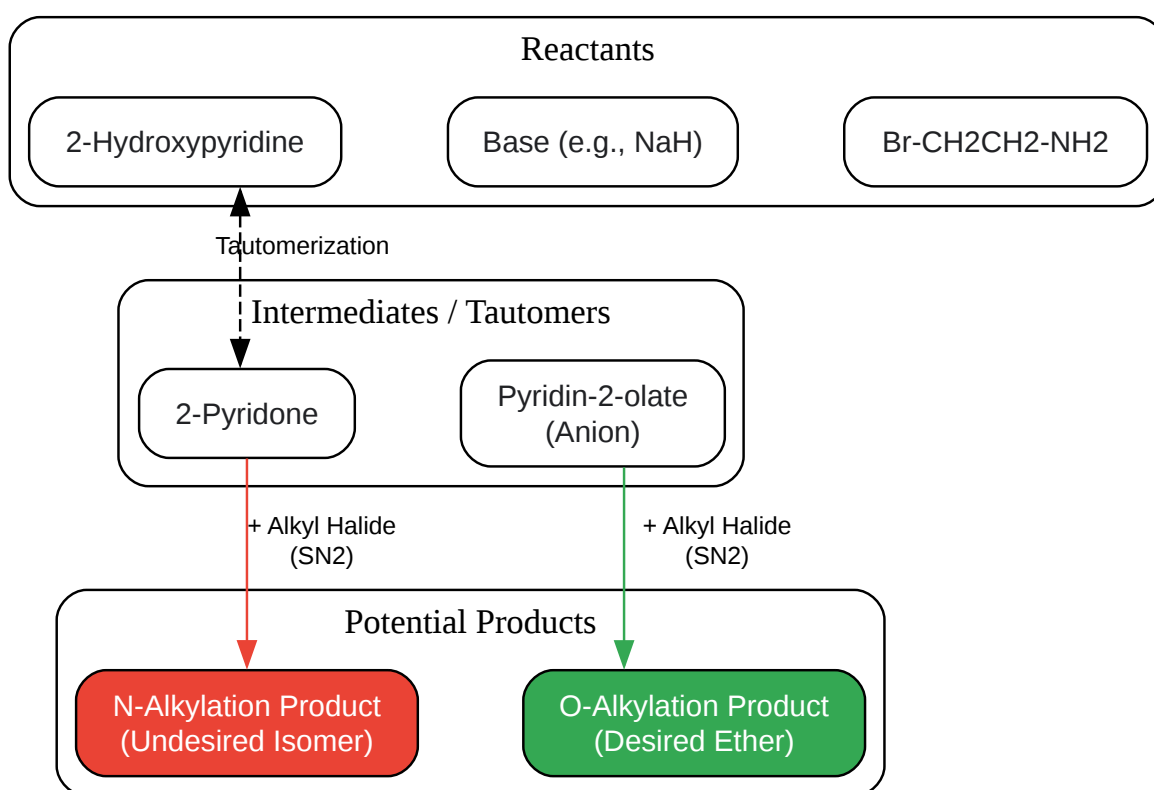 Reactants
2-Hydroxypyridine
Base (e.g., NaH)
Br-CH2CH2-NH2
Tautomerization
Intermediates / Tautomers
2-Pyridone
Pyridin-2-olate
(Anion)
+ Alkyl Halide
(SN2)
+ Alkyl Halide
(SN2)
Potential Products
N-Alkylation Product
(Undesired Isomer)
O-Alkylation Product
(Desired Ether)